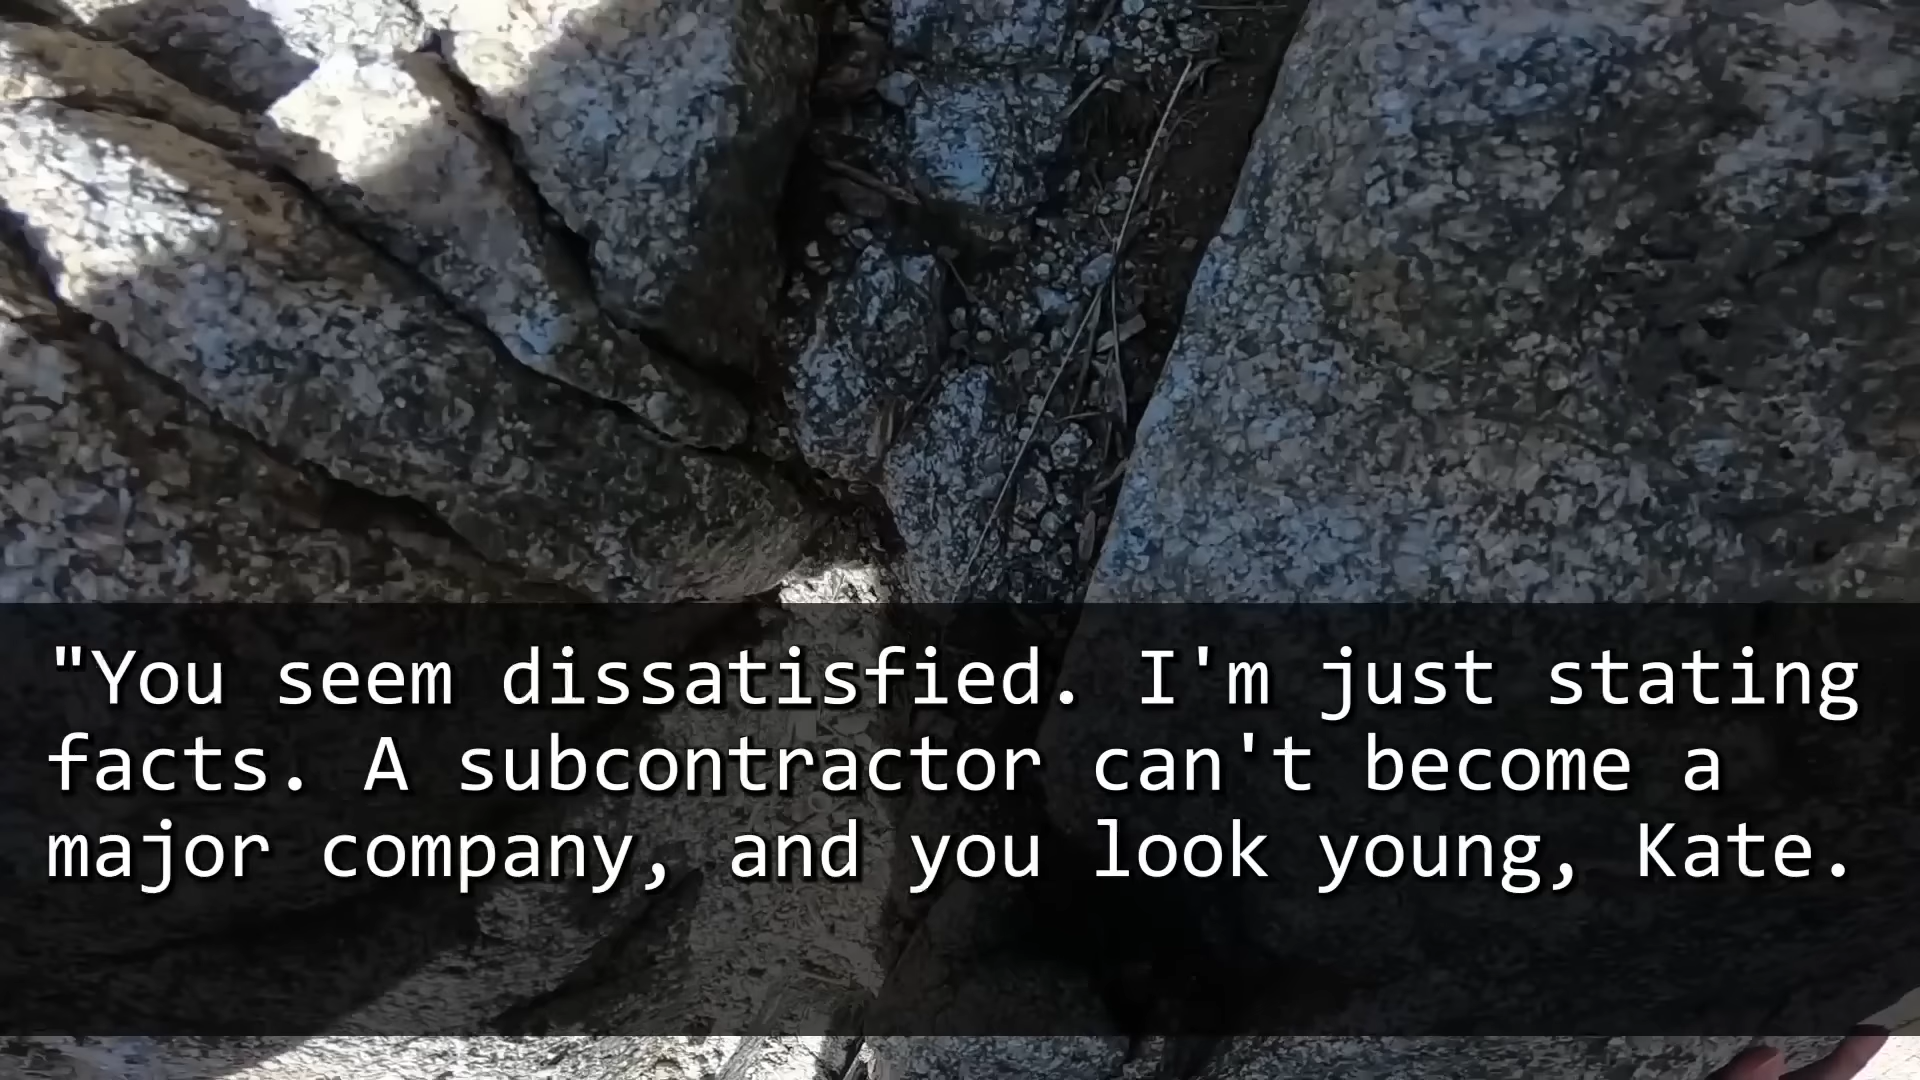 "You seem dissatisfied. I'm just stating
facts. A subcontractor can't become a
major company, and you look young, Kate.